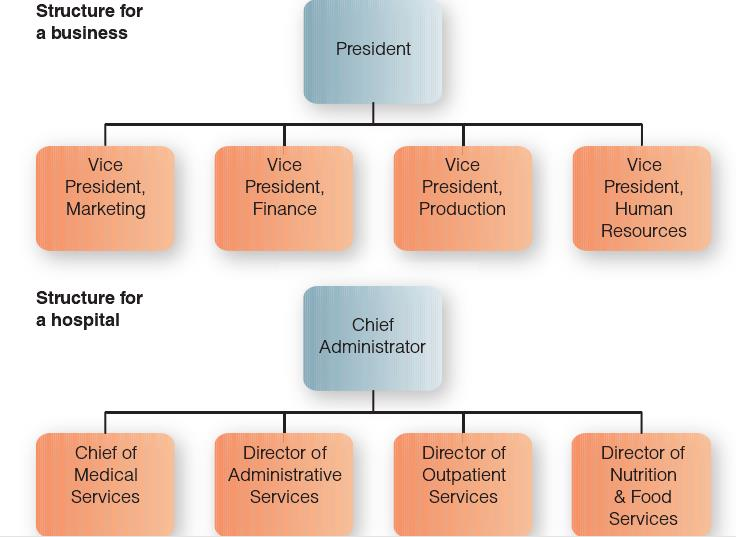 Structure for
a business
President
Vice
President,
Marketing
Vice
President,
Finance
Vice
President,
Production
Vice
President,
Human
Resources
Structure for
a hospital
Chief
Administrator
Chief of
Medical
Services
Director of
Administrative
Services
Director of
Outpatient
Services
Director of
Nutrition
& Food
Services